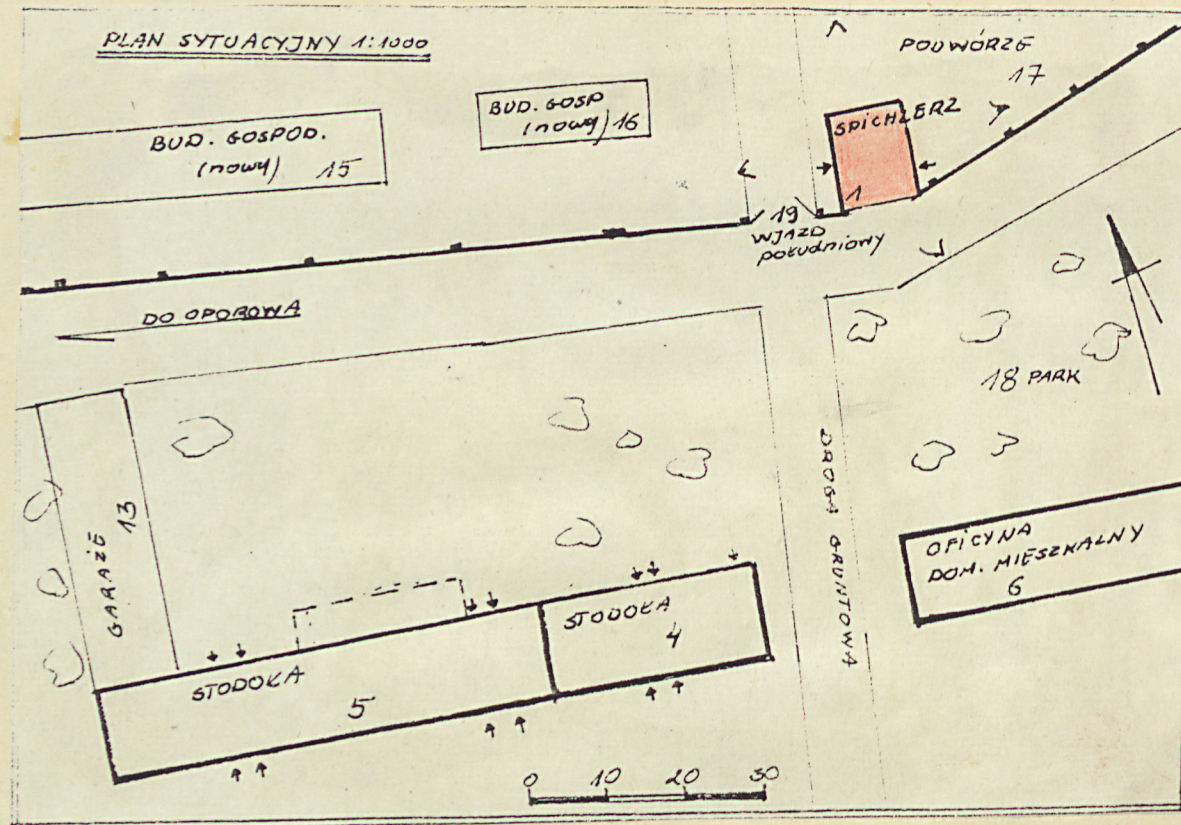 PLAN SYTUACYJNY 1:1000
PODWÓRZE
17
BUD. GOSP
(nowy) 16
SPICHLERZ
1
BUD. GOSPOD.
(nowy) 15
19
WJAZD
południowy
DO OPOROWA
18 PARK
DROGA GRUNTOWA
GARAŻE 13
OFICYNA
DOM. MIESZKALNY
6
STODOŁA
4
STODOŁA
5
0 10 20 30